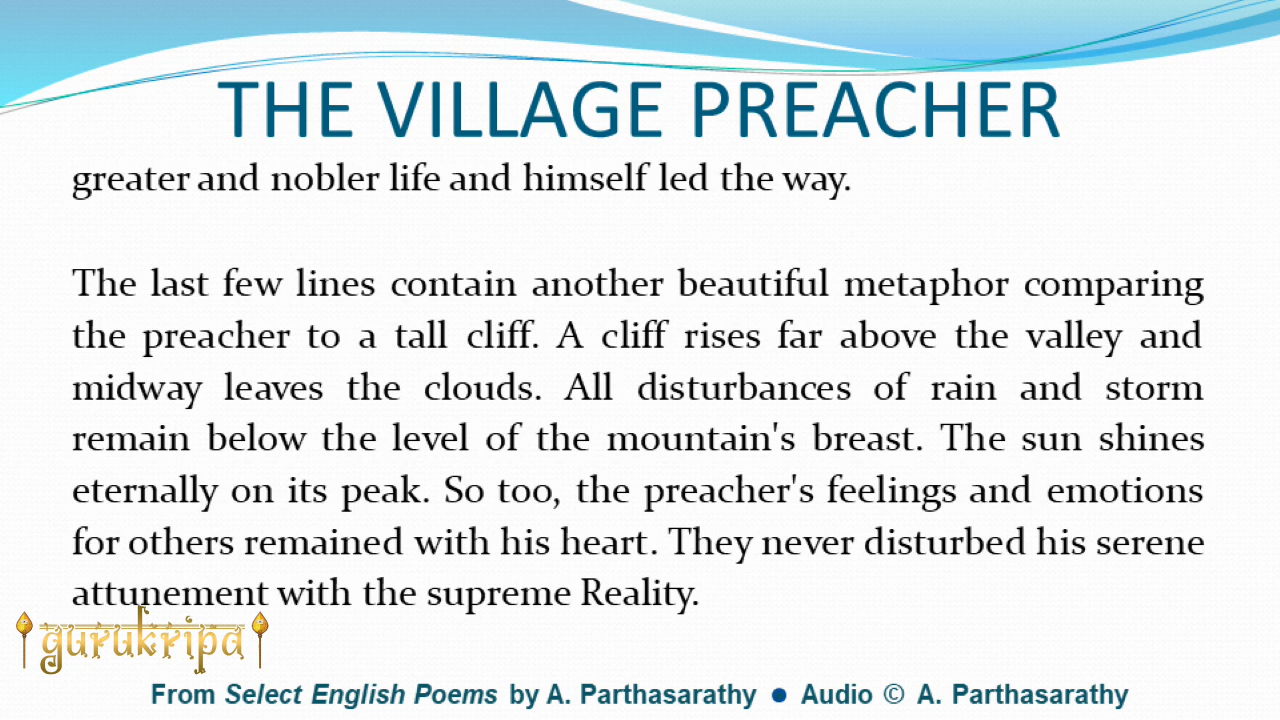 THE VILLAGE PREACHER
greater and nobler life and himself led the way.
The last few lines contain another beautiful metaphor comparing
the preacher to a tall cliff. A cliff rises far above the valley and
midway leaves the clouds. All disturbances of rain and storm
remain below the level of the mountain's breast. The sun shines
eternally on its peak. So too, the preacher's feelings and emotions
for others remained with his heart. They never disturbed his serene
attunement with the supreme Reality.
gurukripa
From Select English Poems by A. Parthasarathy ● Audio © A. Parthasarathy